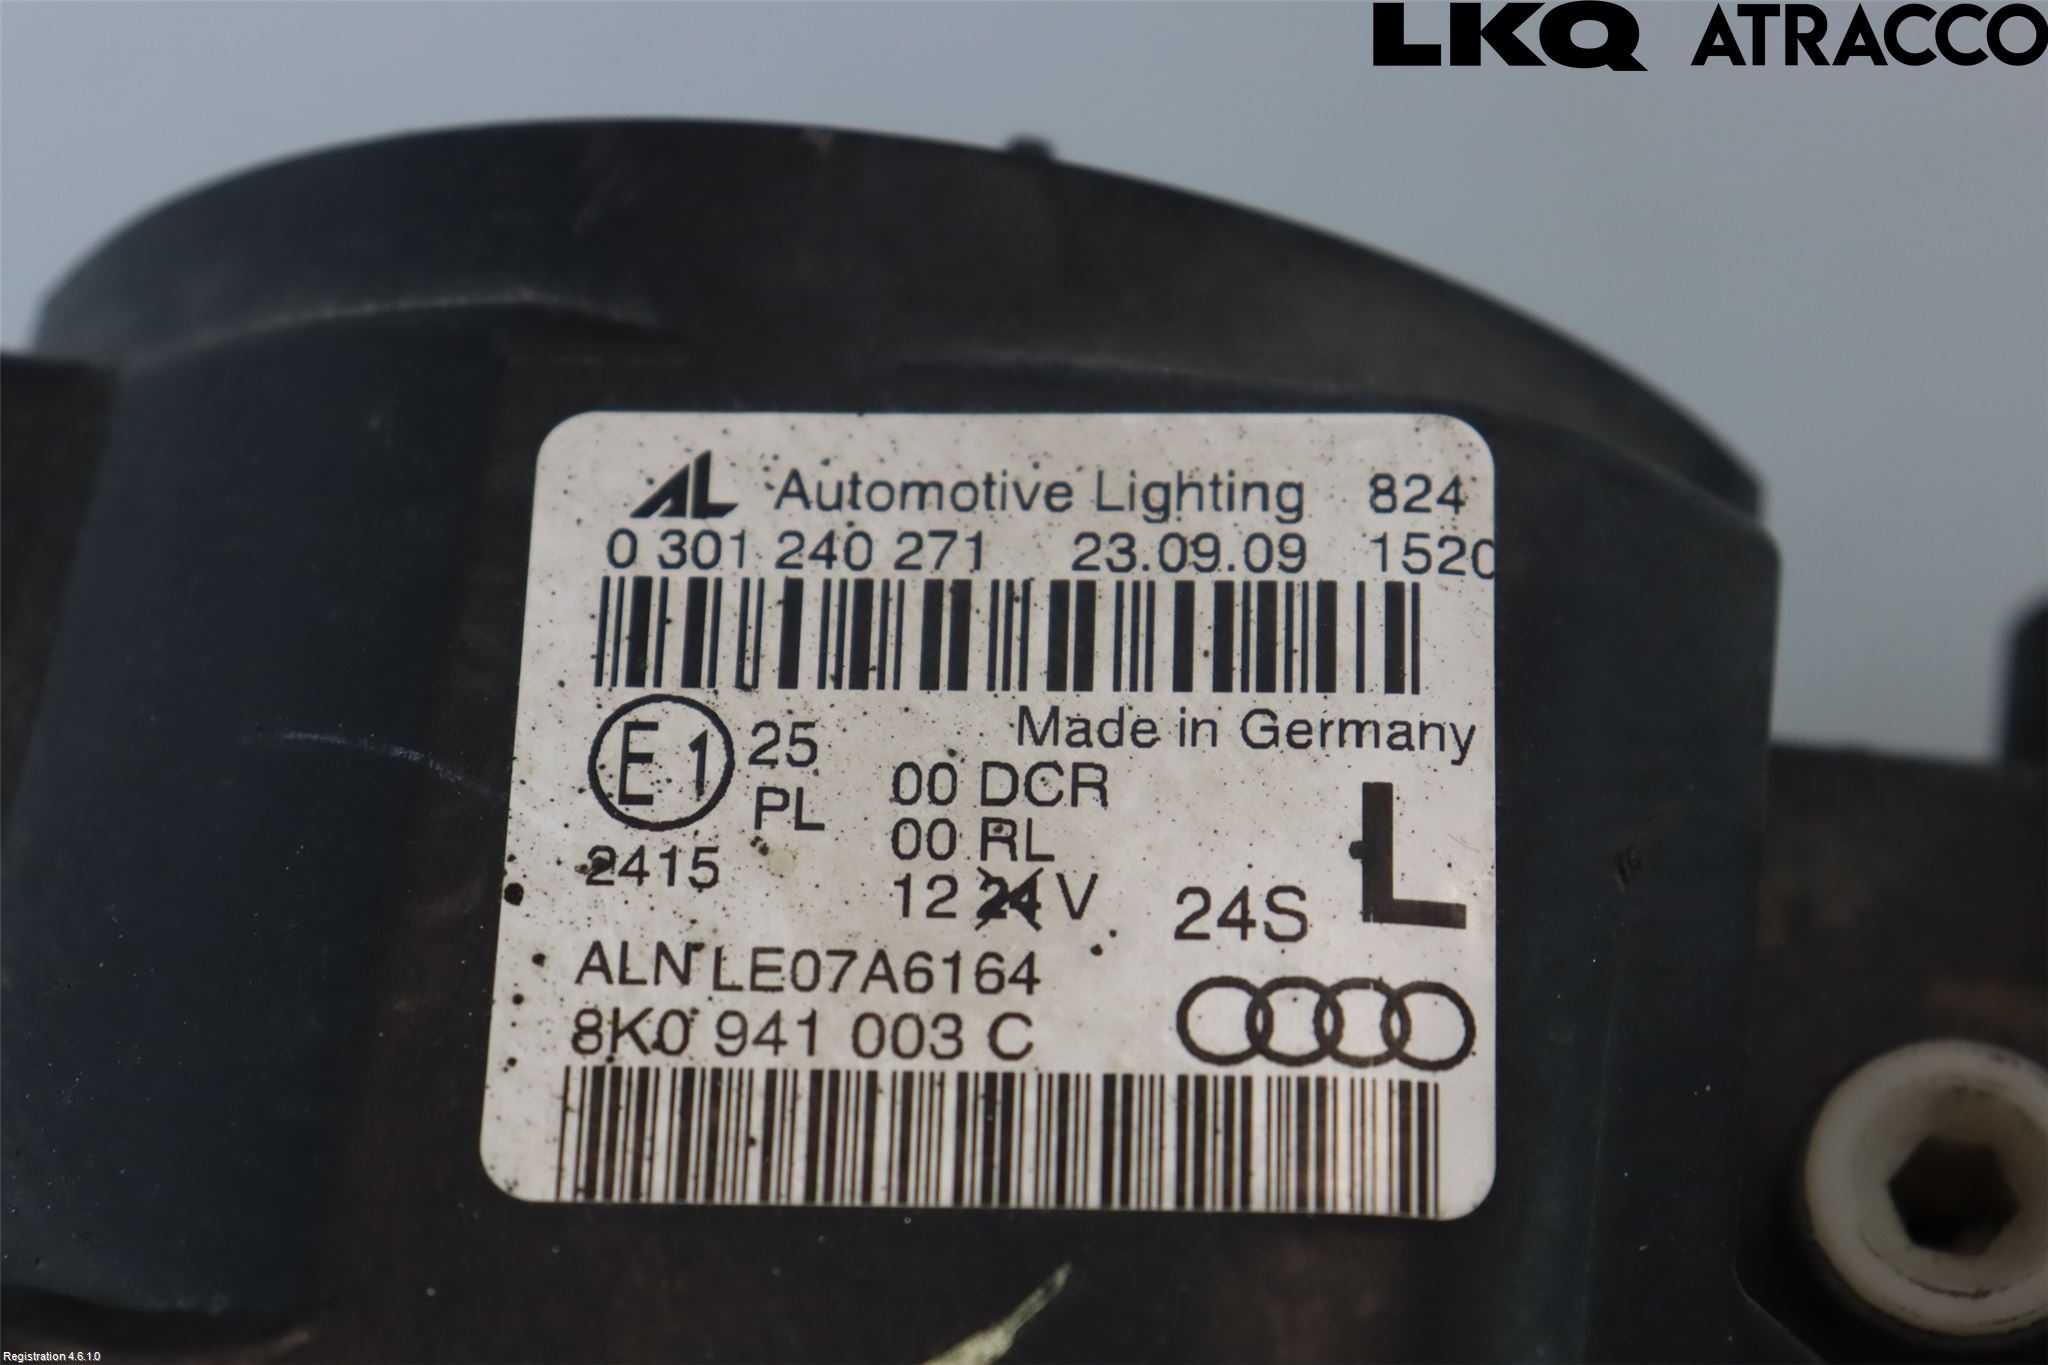 LKQ ATRACCO
AL Automotive Lighting 824
0 301 240 271 23.09.09 1520
Made in Germany
E1 25
PL
00 DCR
00 RL
2415
12 24 V
24S
L
ALN LE07A6164
8K0 941 003 C
Registration 4.6.1.0